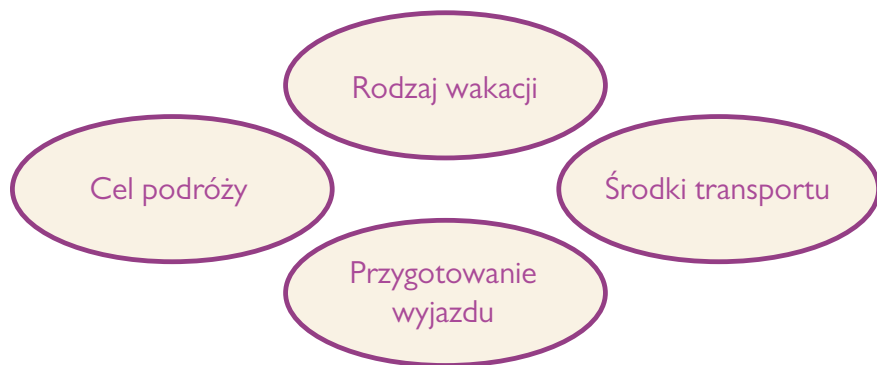 Rodzaj wakacji
Cel podróży
Środki transportu
Przygotowanie
wyjazdu